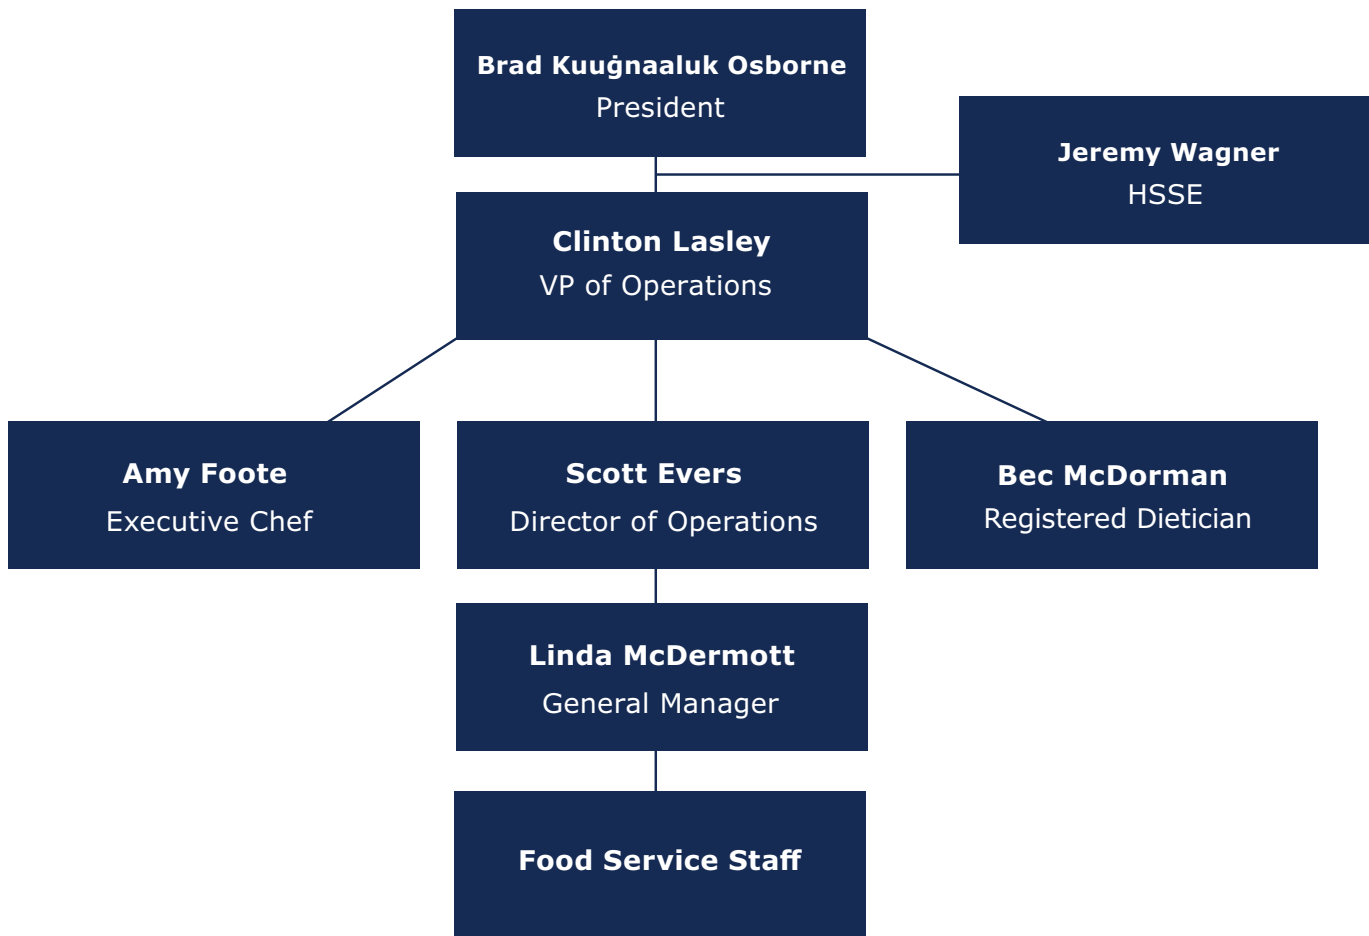 Brad Kuuġnaaluk Osborne
President
Jeremy Wagner
HSSE
Clinton Lasley
VP of Operations
Amy Foote
Executive Chef
Scott Evers
Director of Operations
Bec McDorman
Registered Dietician
Linda McDermott
General Manager
Food Service Staff